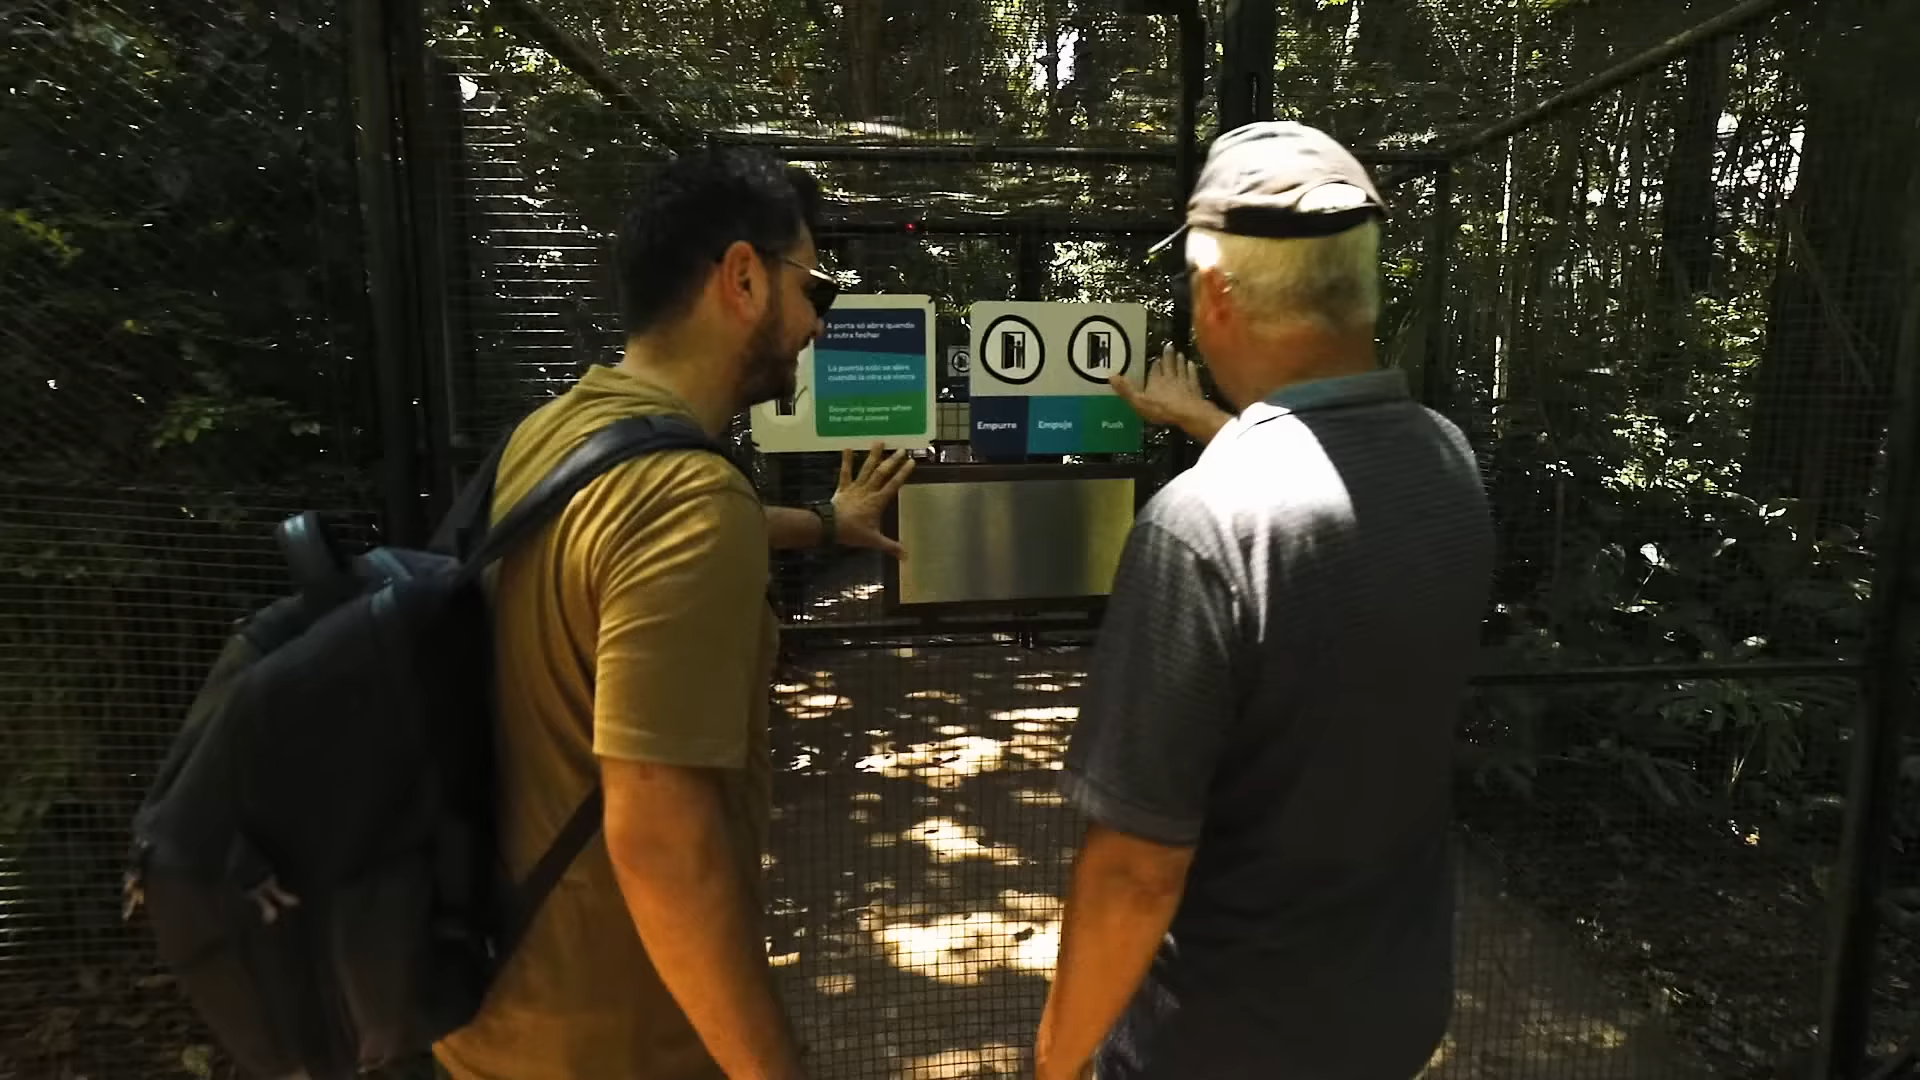 A porta só abre quando
a outra fechar
La puerta solo se abre
cuando la otra se cierra
Door only opens when
the other closes
Empurre
Empuje
Push